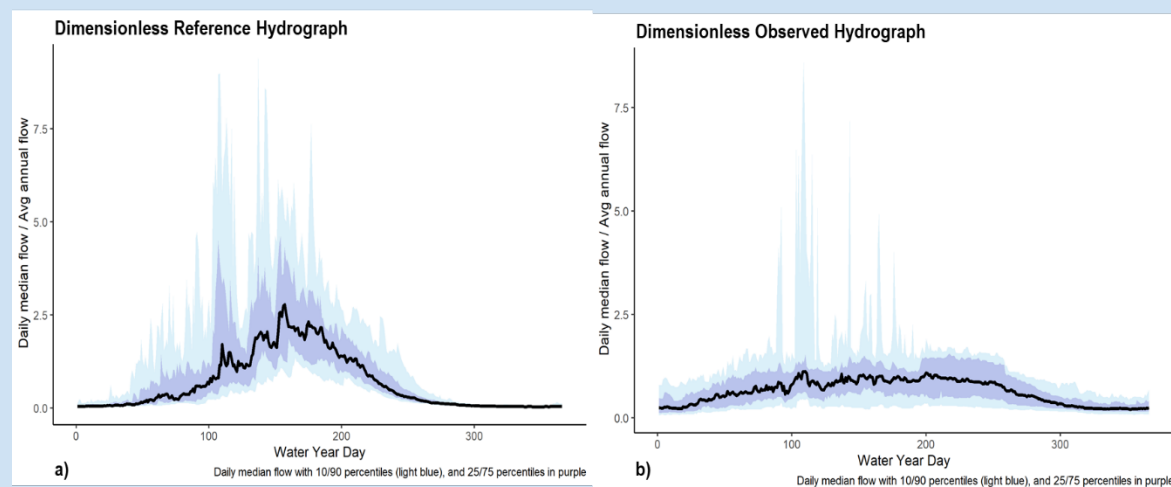 Dimensionless Reference Hydrograph
Daily median flow / Avg annual flow
7.5
5.0
2.5
0.0
0
100
200
300
Water Year Day
a)
Daily median flow with 10/90 percentiles (light blue), and 25/75 percentiles in purple
Dimensionless Observed Hydrograph
Daily median flow / Avg annual flow
7.5
5.0
2.5
0.0
0
100
200
300
Water Year Day
b)
Daily median flow with 10/90 percentiles (light blue), and 25/75 percentiles in purple